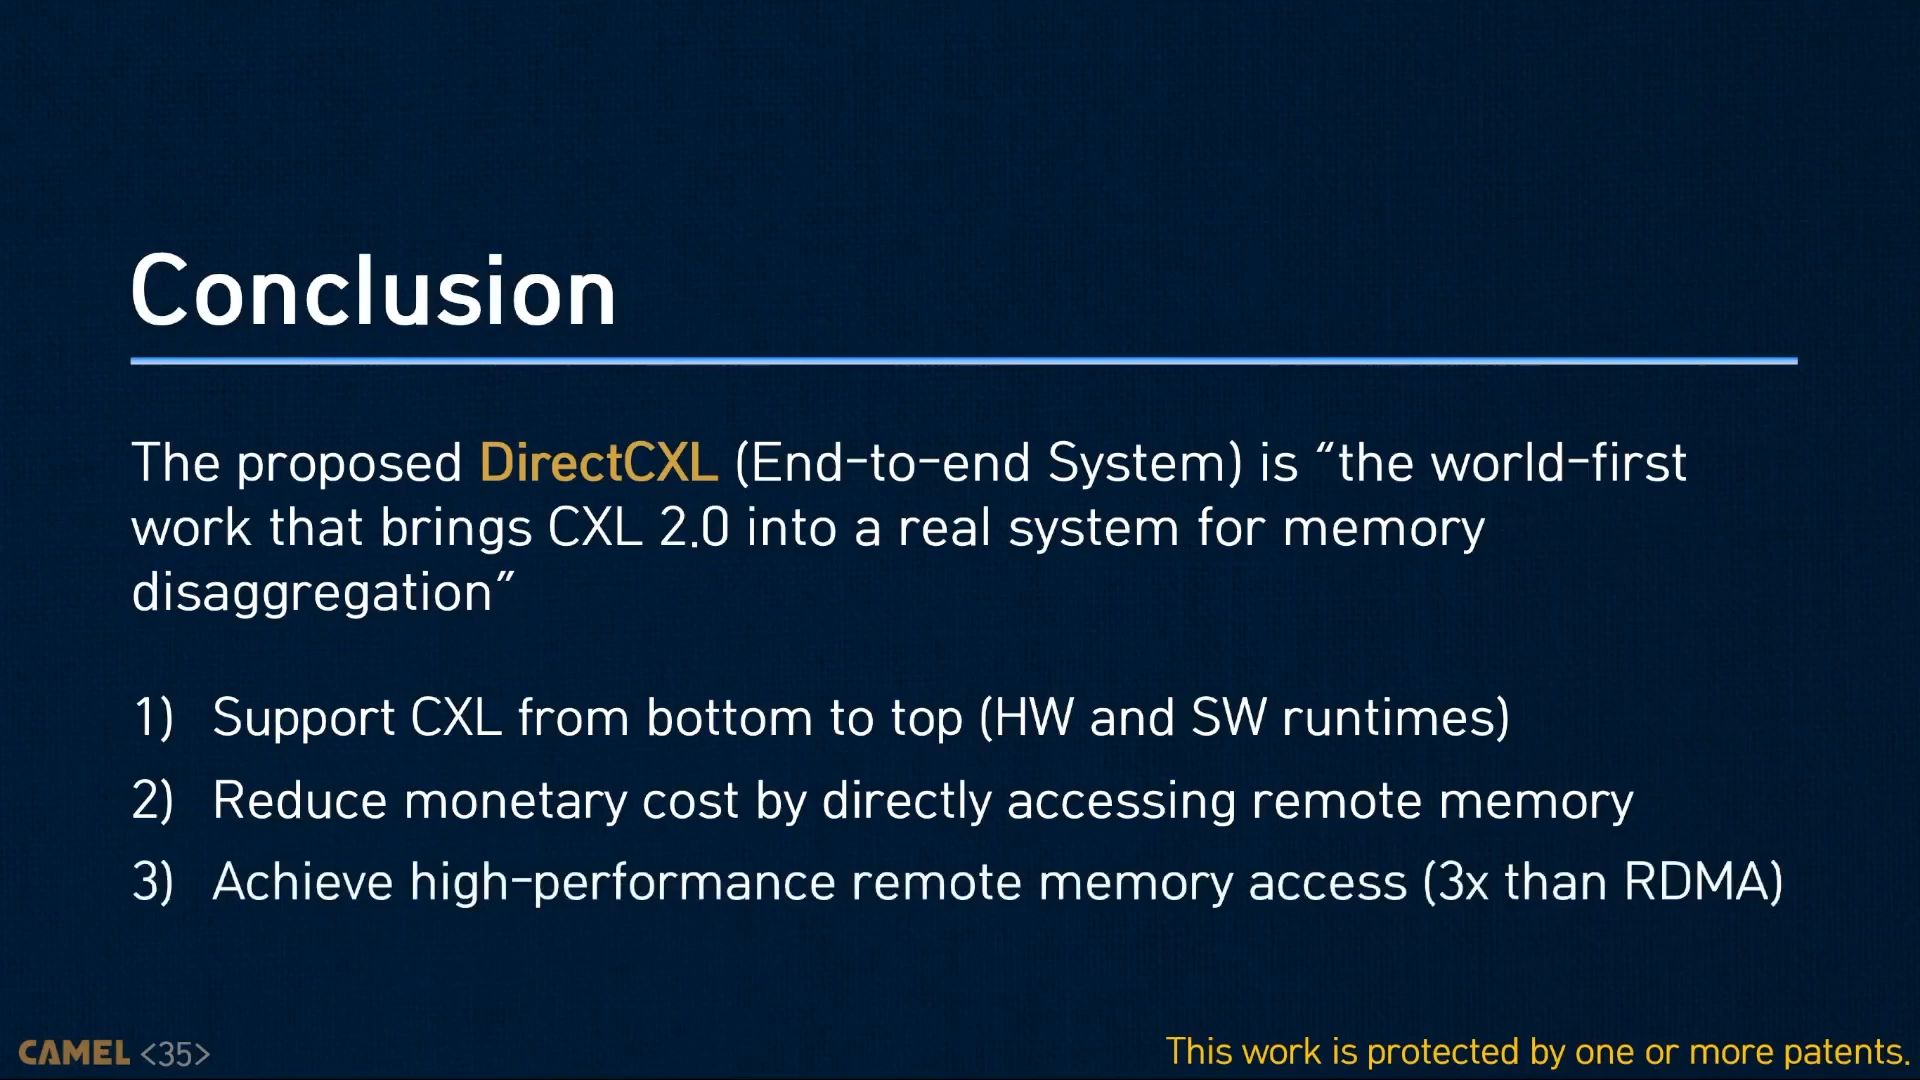 Conclusion
The proposed DirectCXL (End-to-end System) is “the world-first
work that brings CXL 2.0 into a real system for memory
disaggregation”
1) Support CXL from bottom to top (HW and SW runtimes)
2) Reduce monetary cost by directly accessing remote memory
3) Achieve high-performance remote memory access (3x than RDMA)
CAMEL <35>
This work is protected by one or more patents.